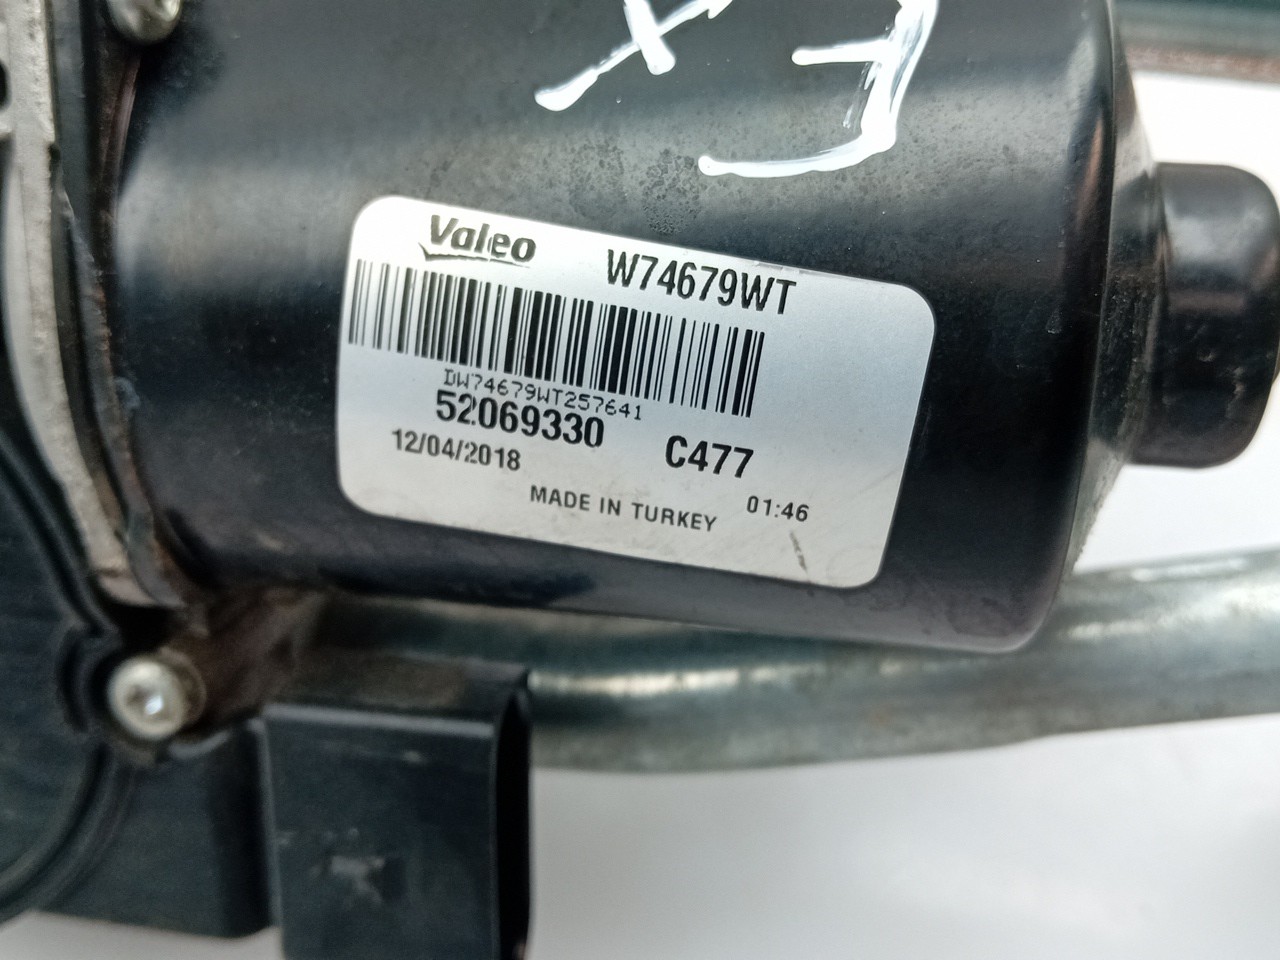 Valeo
W74679WT
DW74679WT257641
52069330
C477
12/04/2018
MADE IN TURKEY
01:46